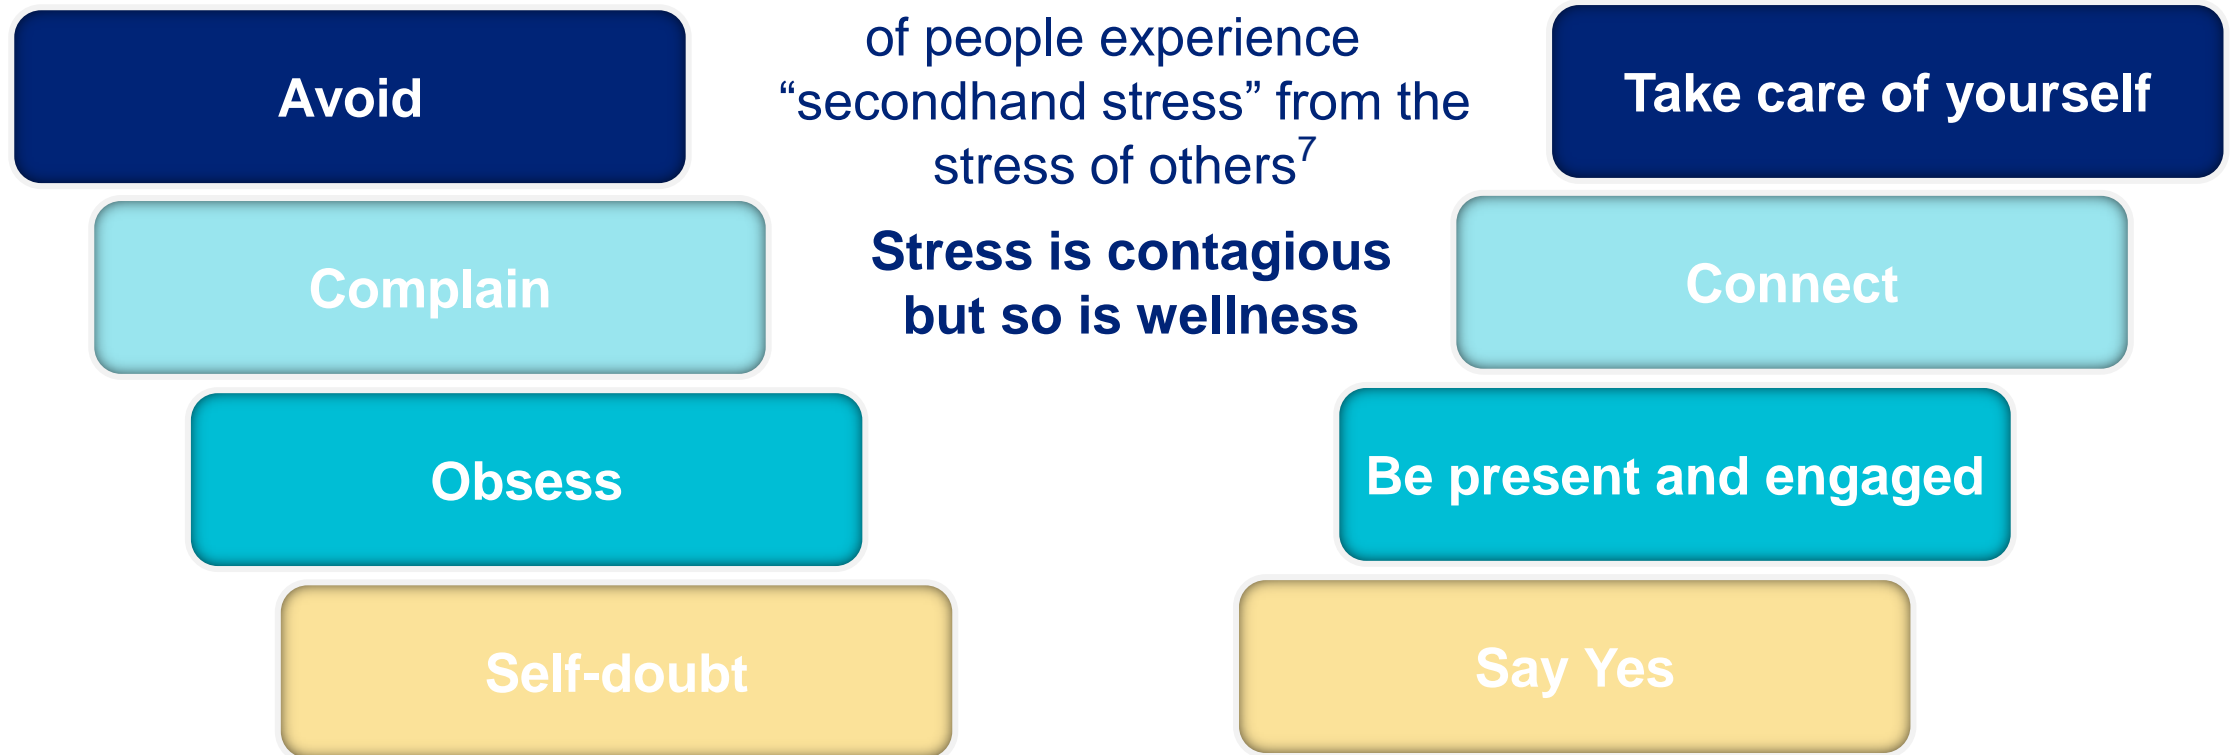 Avoid
Complain
Obsess
Self-doubt
of people experience
“secondhand stress” from the
stress of others7
Stress is contagious
but so is wellness
Take care of yourself
Connect
Be present and engaged
Say Yes